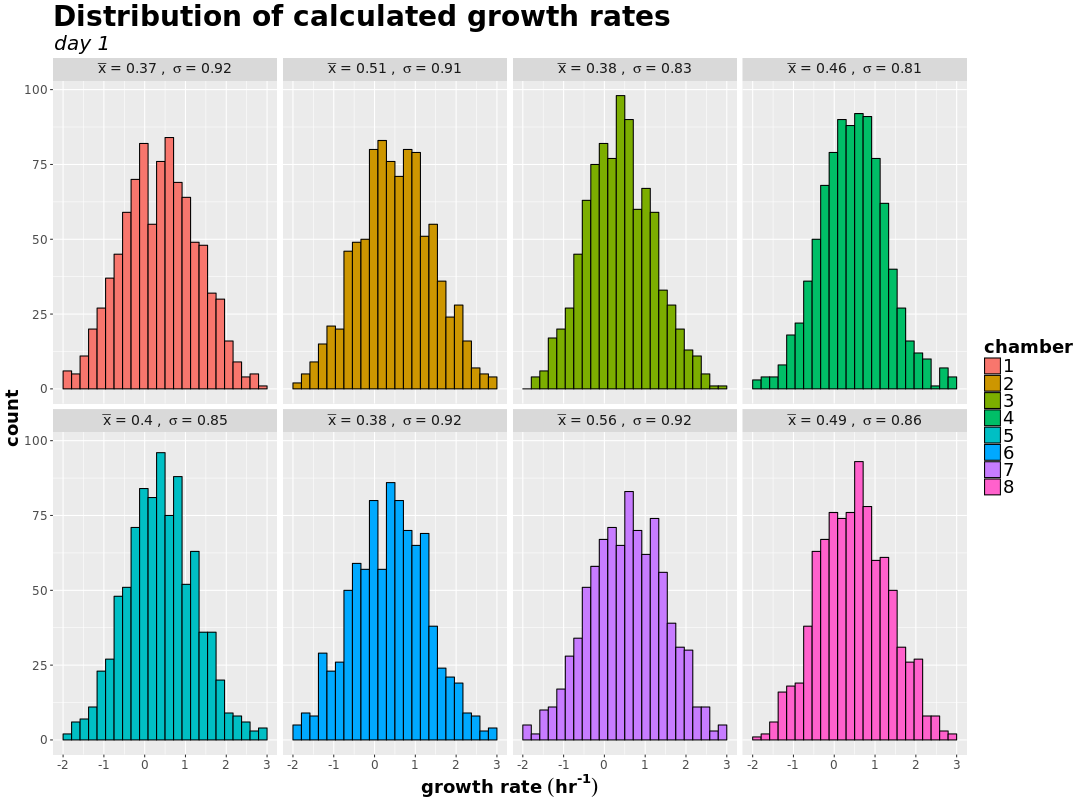 Distribution of calculated growth rates
day 1
x̅ = 0.37 , σ = 0.92
x̅ = 0.51 , σ = 0.91
x̅ = 0.38 , σ = 0.83
x̅ = 0.46 , σ = 0.81
100
75
50
25
0
x̅ = 0.4 , σ = 0.85
x̅ = 0.38 , σ = 0.92
x̅ = 0.56 , σ = 0.92
x̅ = 0.49 , σ = 0.86
100
75
50
25
0
-2 -1 0 1 2 3
-2 -1 0 1 2 3
-2 -1 0 1 2 3
-2 -1 0 1 2 3
count
growth rate (hr⁻¹)
chamber
1
2
3
4
5
6
7
8